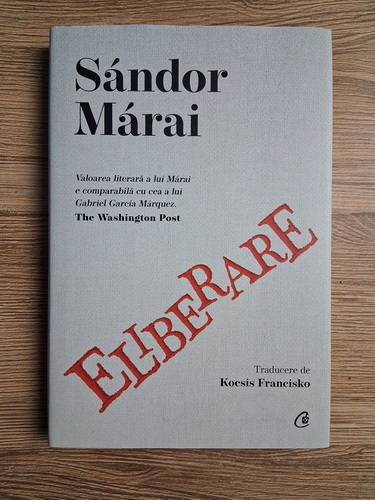 Sándor
Márai
Valoarea literară a lui Márai
e comparabilă cu cea a lui
Gabriel García Márquez.
The Washington Post
ELIBERARE
Traducere de
Kocsis Francisko